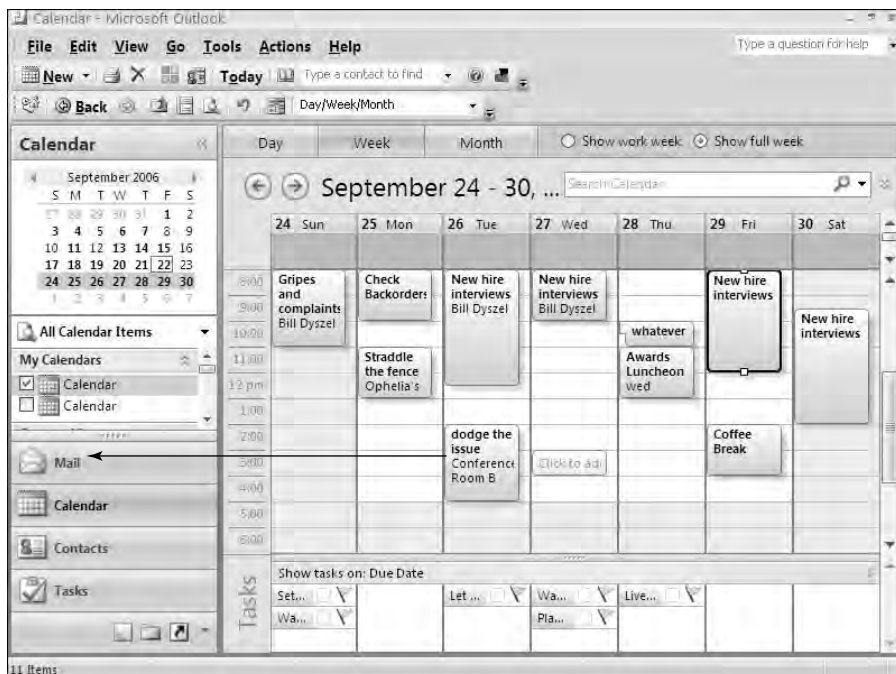 Calendar - Microsoft Outlook
File Edit View Go Tools Actions Help
Type a question for help
New Today Type a contact to find
Back Day/Week/Month
Calendar
Day Week Month Show work week Show full week
September 2006
S M T W T F S
27 28 29 30 31 1 2
3 4 5 6 7 8 9
10 11 12 13 14 15 16
17 18 19 20 21 22 23
24 25 26 27 28 29 30
1 2 3 4 5 6 7
September 24 - 30, ...
Search Calendar
24 Sun 25 Mon 26 Tue 27 Wed 28 Thu 29 Fri 30 Sat
All Calendar Items
My Calendars
Calendar
Calendar
Mail
Calendar
Contacts
Tasks
8:00
9:00
10:00
11:00
12 pm
1:00
2:00
3:00
4:00
5:00
6:00
Gripes
and
complaints
Bill Dyszel
Check
Backorders
Straddle
the fence
Ophelia's
New hire
interviews
Bill Dyszel
dodge the
issue
Conference
Room B
New hire
interviews
Bill Dyszel
Click to add
whatever
Awards
Luncheon
wed
New hire
interviews
Coffee
Break
New hire
interviews
Tasks
Show tasks on: Due Date
Set... Let ... Wa... Live...
Wa... Pla...
11 Items